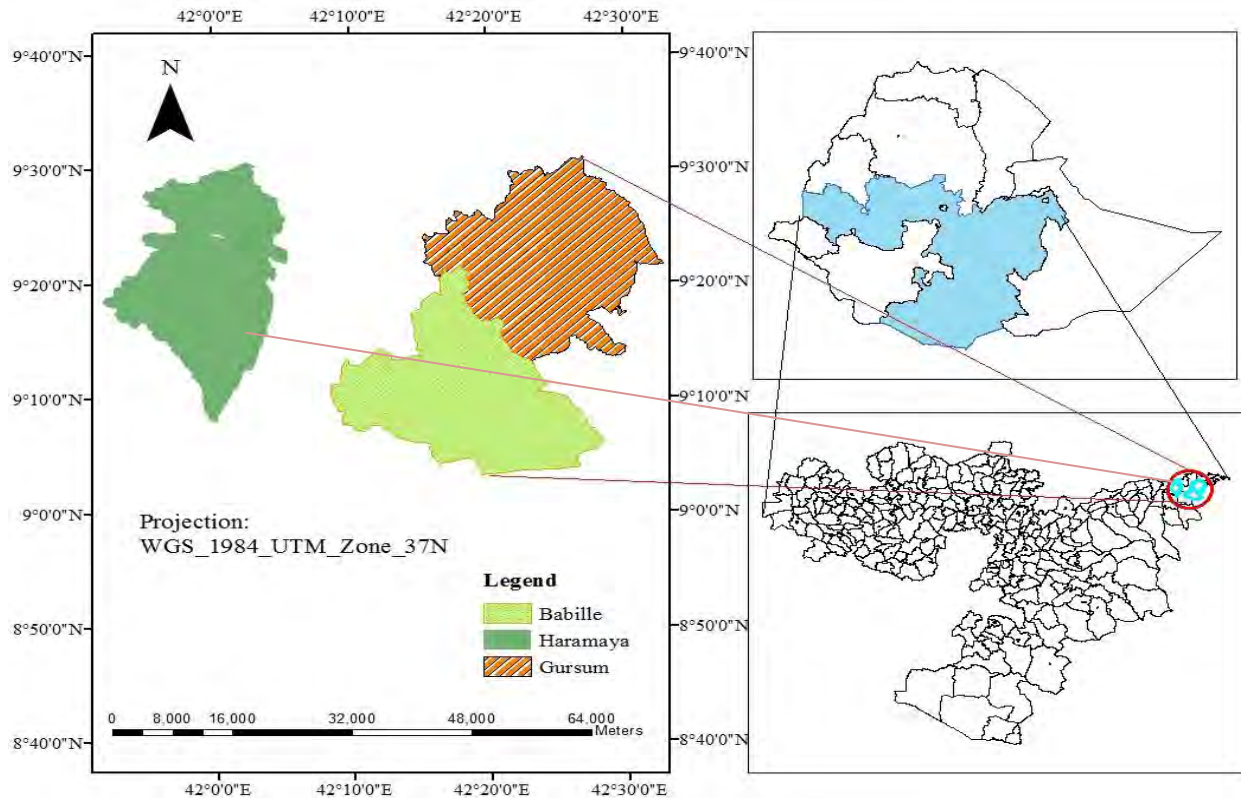 42°0'0"E 42°10'0"E 42°20'0"E 42°30'0"E
9°40'0"N
9°30'0"N
9°20'0"N
9°10'0"N
9°0'0"N
8°50'0"N
8°40'0"N
N
Projection:
WGS_1984_UTM_Zone_37N
Legend
Babille
Haramaya
Gursum
0 8,000 16,000 32,000 48,000 64,000
Meters
9°40'0"N
9°30'0"N
9°20'0"N
9°10'0"N
9°0'0"N
8°50'0"N
8°40'0"N
42°0'0"E 42°10'0"E 42°20'0"E 42°30'0"E